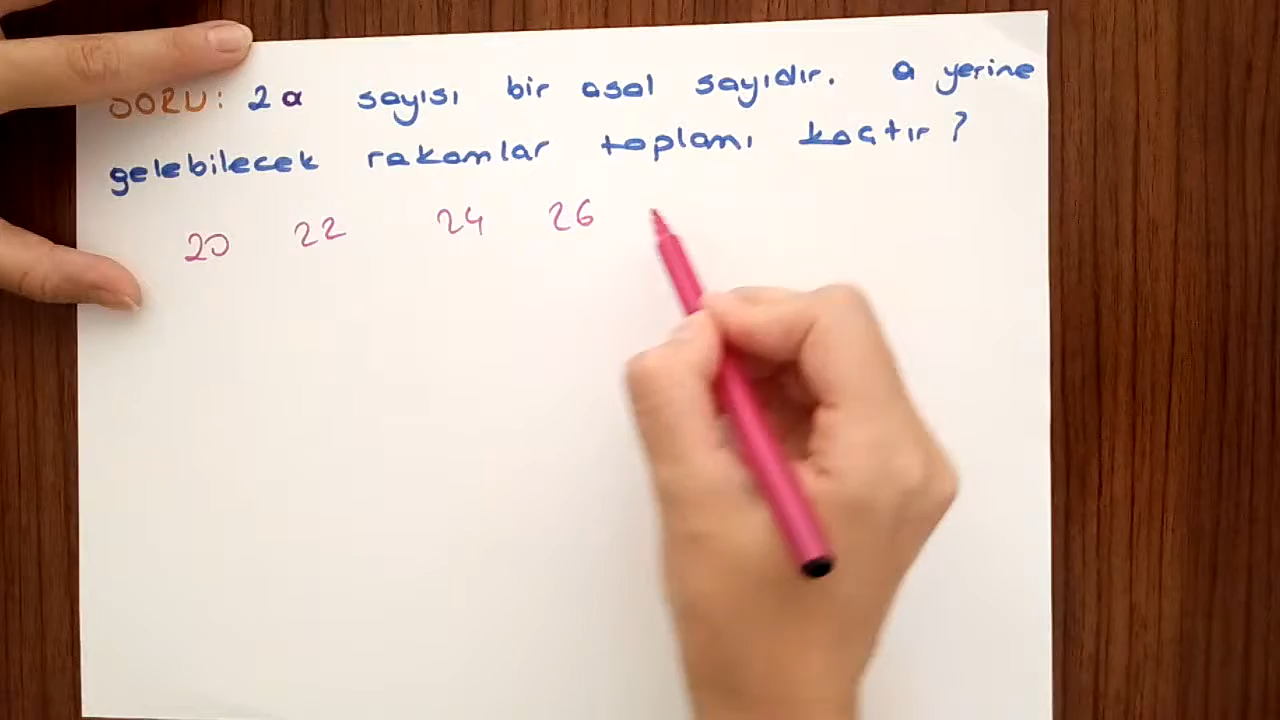 SORU: 2a sayısı bir asal sayıdır. a yerine
gelebilecek rakamlar toplamı kaçtır?
20 22 24 26